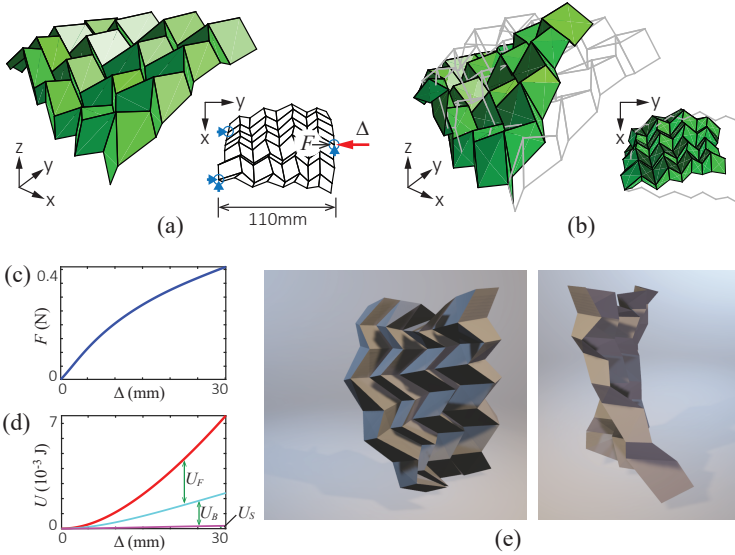 z
y
x
y
x
F
Δ
110mm
(a)
z
y
x
y
x
(b)
(c)
0.4
F (N)
0
0
30
Δ (mm)
(d)
7
U (10⁻³ J)
U_F
U_B
U_S
0
0
30
Δ (mm)
(e)